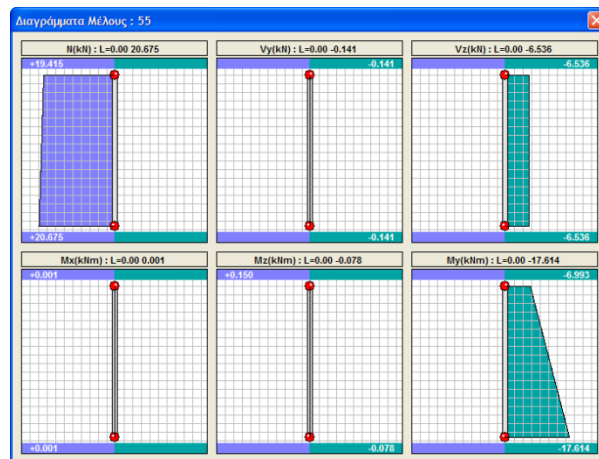 Διαγράμματα Μέλους : 55
N(kN) : L=0.00 20.675
Vy(kN) : L=0.00 -0.141
Vz(kN) : L=0.00 -6.536
+19.415
-0.141
-6.536
+20.675
-0.141
-6.536
Mx(kNm) : L=0.00 0.001
Mz(kNm) : L=0.00 -0.078
My(kNm) : L=0.00 -17.614
+0.001
+0.150
-6.993
+0.001
-0.078
-17.614